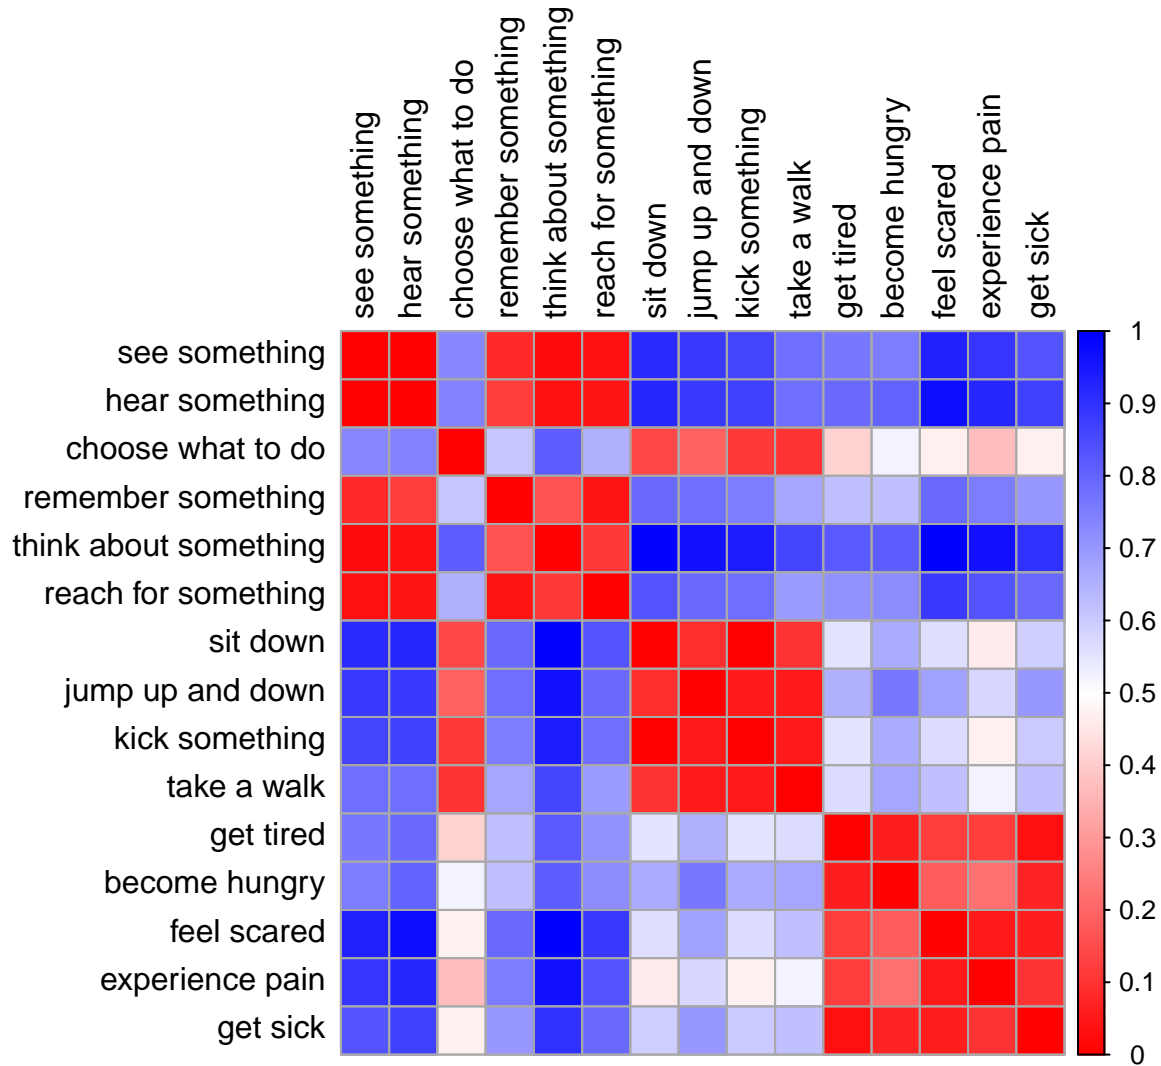 see something
hear something
choose what to do
remember something
think about something
reach for something
sit down
jump up and down
kick something
take a walk
get tired
become hungry
feel scared
experience pain
get sick
see something
hear something
choose what to do
remember something
think about something
reach for something
sit down
jump up and down
kick something
take a walk
get tired
become hungry
feel scared
experience pain
get sick
1
0.9
0.8
0.7
0.6
0.5
0.4
0.3
0.2
0.1
0